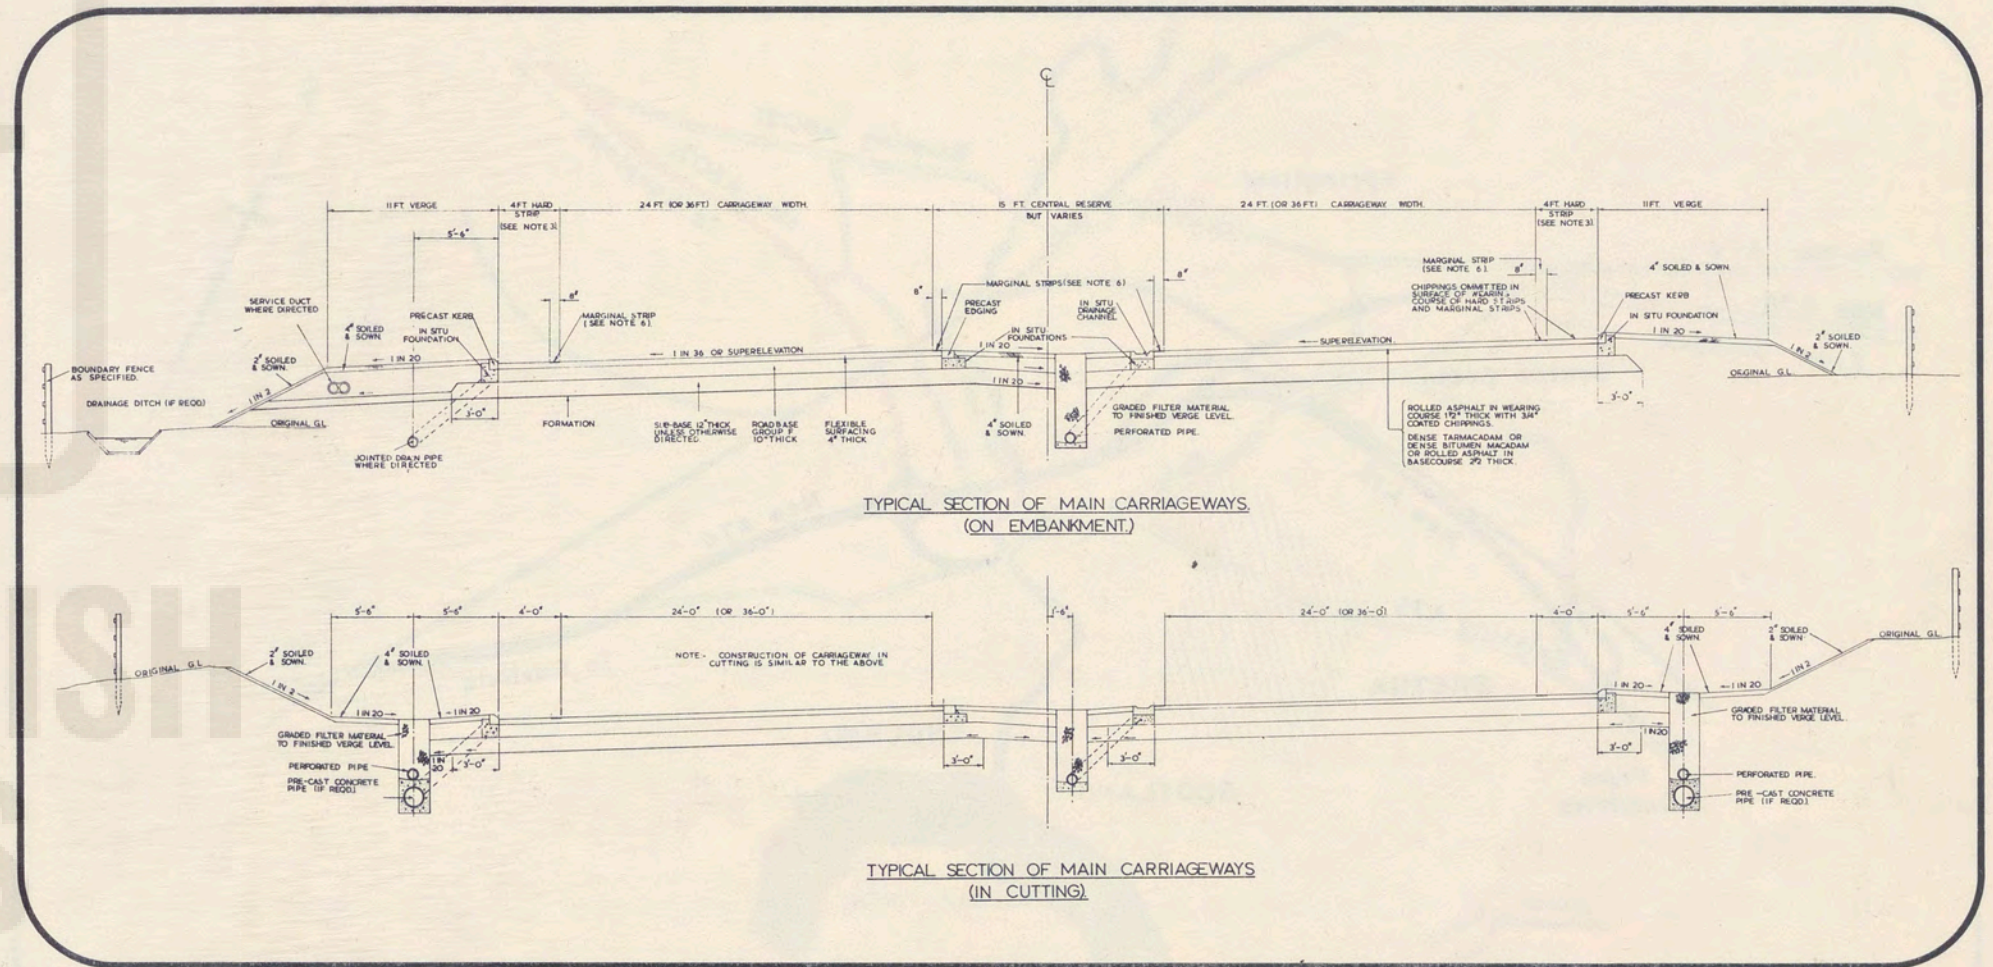 ℄
11 FT. VERGE
4 FT. HARD
STRIP
(SEE NOTE 3)
24 FT. (OR 36 FT.) CARRIAGEWAY WIDTH.
15 FT. CENTRAL RESERVE
BUT VARIES
24 FT. (OR 36 FT.) CARRIAGEWAY WIDTH.
4 FT. HARD
STRIP
(SEE NOTE 3)
11 FT. VERGE
5'-6"
8"
8"
8"
MARGINAL STRIP
(SEE NOTE 6)
4" SOILED & SOWN.
MARGINAL STRIPS (SEE NOTE 6)
SERVICE DUCT
WHERE DIRECTED
PRECAST KERB
MARGINAL STRIP
(SEE NOTE 6)
PRECAST
EDGING
IN SITU
DRAINAGE
CHANNEL
CHIPPINGS OMMITTED IN
SURFACE OF WEARING
COURSE OF HARD STRIPS
AND MARGINAL STRIPS
PRECAST KERB
IN SITU FOUNDATION
4" SOILED
& SOWN.
IN SITU
FOUNDATION
IN SITU
FOUNDATIONS
1 IN 20
2" SOILED
& SOWN.
2" SOILED
& SOWN.
1 IN 20
1 IN 36 OR SUPERELEVATION
1 IN 20
SUPERELEVATION
1 IN 2
BOUNDARY FENCE
AS SPECIFIED.
ORIGINAL G.L.
1 IN 2
1 IN 20
DRAINAGE DITCH (IF REQD)
3'-0"
3'-0"
ORIGINAL G.L.
FORMATION
SUB-BASE 12" THICK
UNLESS OTHERWISE
DIRECTED.
ROADBASE
GROUP F
10" THICK
FLEXIBLE
SURFACING
4" THICK
4" SOILED
& SOWN.
GRADED FILTER MATERIAL
TO FINISHED VERGE LEVEL.
PERFORATED PIPE.
ROLLED ASPHALT IN WEARING
COURSE 1½" THICK WITH 3/4"
COATED CHIPPINGS.
DENSE TARMACADAM OR
DENSE BITUMEN MACADAM
OR ROLLED ASPHALT IN
BASECOURSE 2½ THICK.
JOINTED DRAIN PIPE
WHERE DIRECTED
TYPICAL SECTION OF MAIN CARRIAGEWAYS.
(ON EMBANKMENT.)
5'-6"
5'-6"
4'-0"
24'-0" (OR 36'-0")
1'-6"
24'-0" (OR 36'-0)
4'-0"
5'-6"
5'-6"
ISH
2" SOILED
& SOWN.
4" SOILED
& SOWN.
NOTE:- CONSTRUCTION OF CARRIAGEWAY IN
CUTTING IS SIMILAR TO THE ABOVE
4" SOILED
& SOWN.
2" SOILED
& SOWN
ORIGINAL G.L.
ORIGINAL G.L.
1 IN 2
1 IN 2
1 IN 20
1 IN 20
1 IN 20
1 IN 20
GRADED FILTER MATERIAL
TO FINISHED VERGE LEVEL.
GRADED FILTER MATERIAL
TO FINISHED VERGE LEVEL.
1 IN 20
1 IN
20
3'-0"
3'-0"
3'-0"
3'-0"
PERFORATED PIPE
PRE-CAST CONCRETE
PIPE (IF REQD.)
PERFORATED PIPE.
PRE-CAST CONCRETE
PIPE (IF REQD.)
TYPICAL SECTION OF MAIN CARRIAGEWAYS
(IN CUTTING).